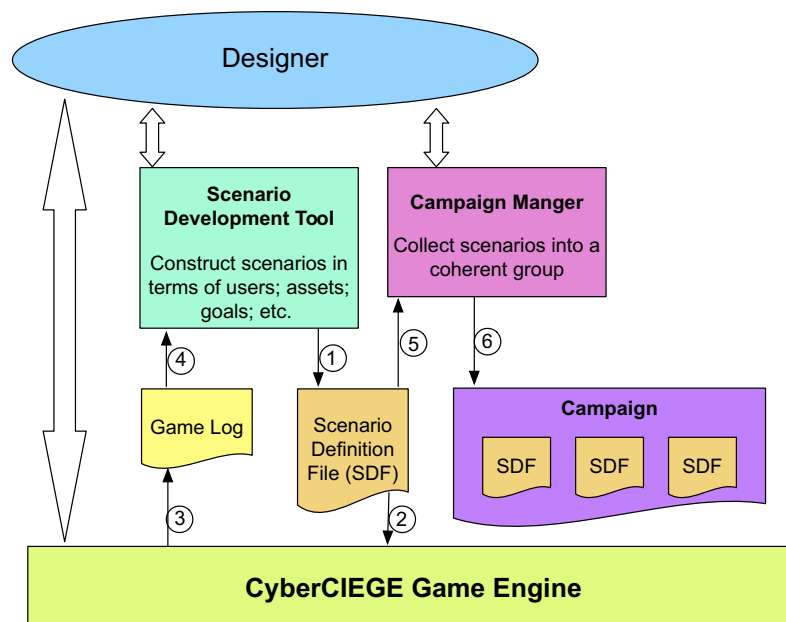 Designer
Scenario
Development Tool
Construct scenarios in
terms of users; assets;
goals; etc.
Campaign Manger
Collect scenarios into a
coherent group
4
1
5
6
Game Log
Scenario
Definition
File (SDF)
Campaign
SDF
SDF
SDF
3
2
CyberCIEGE Game Engine